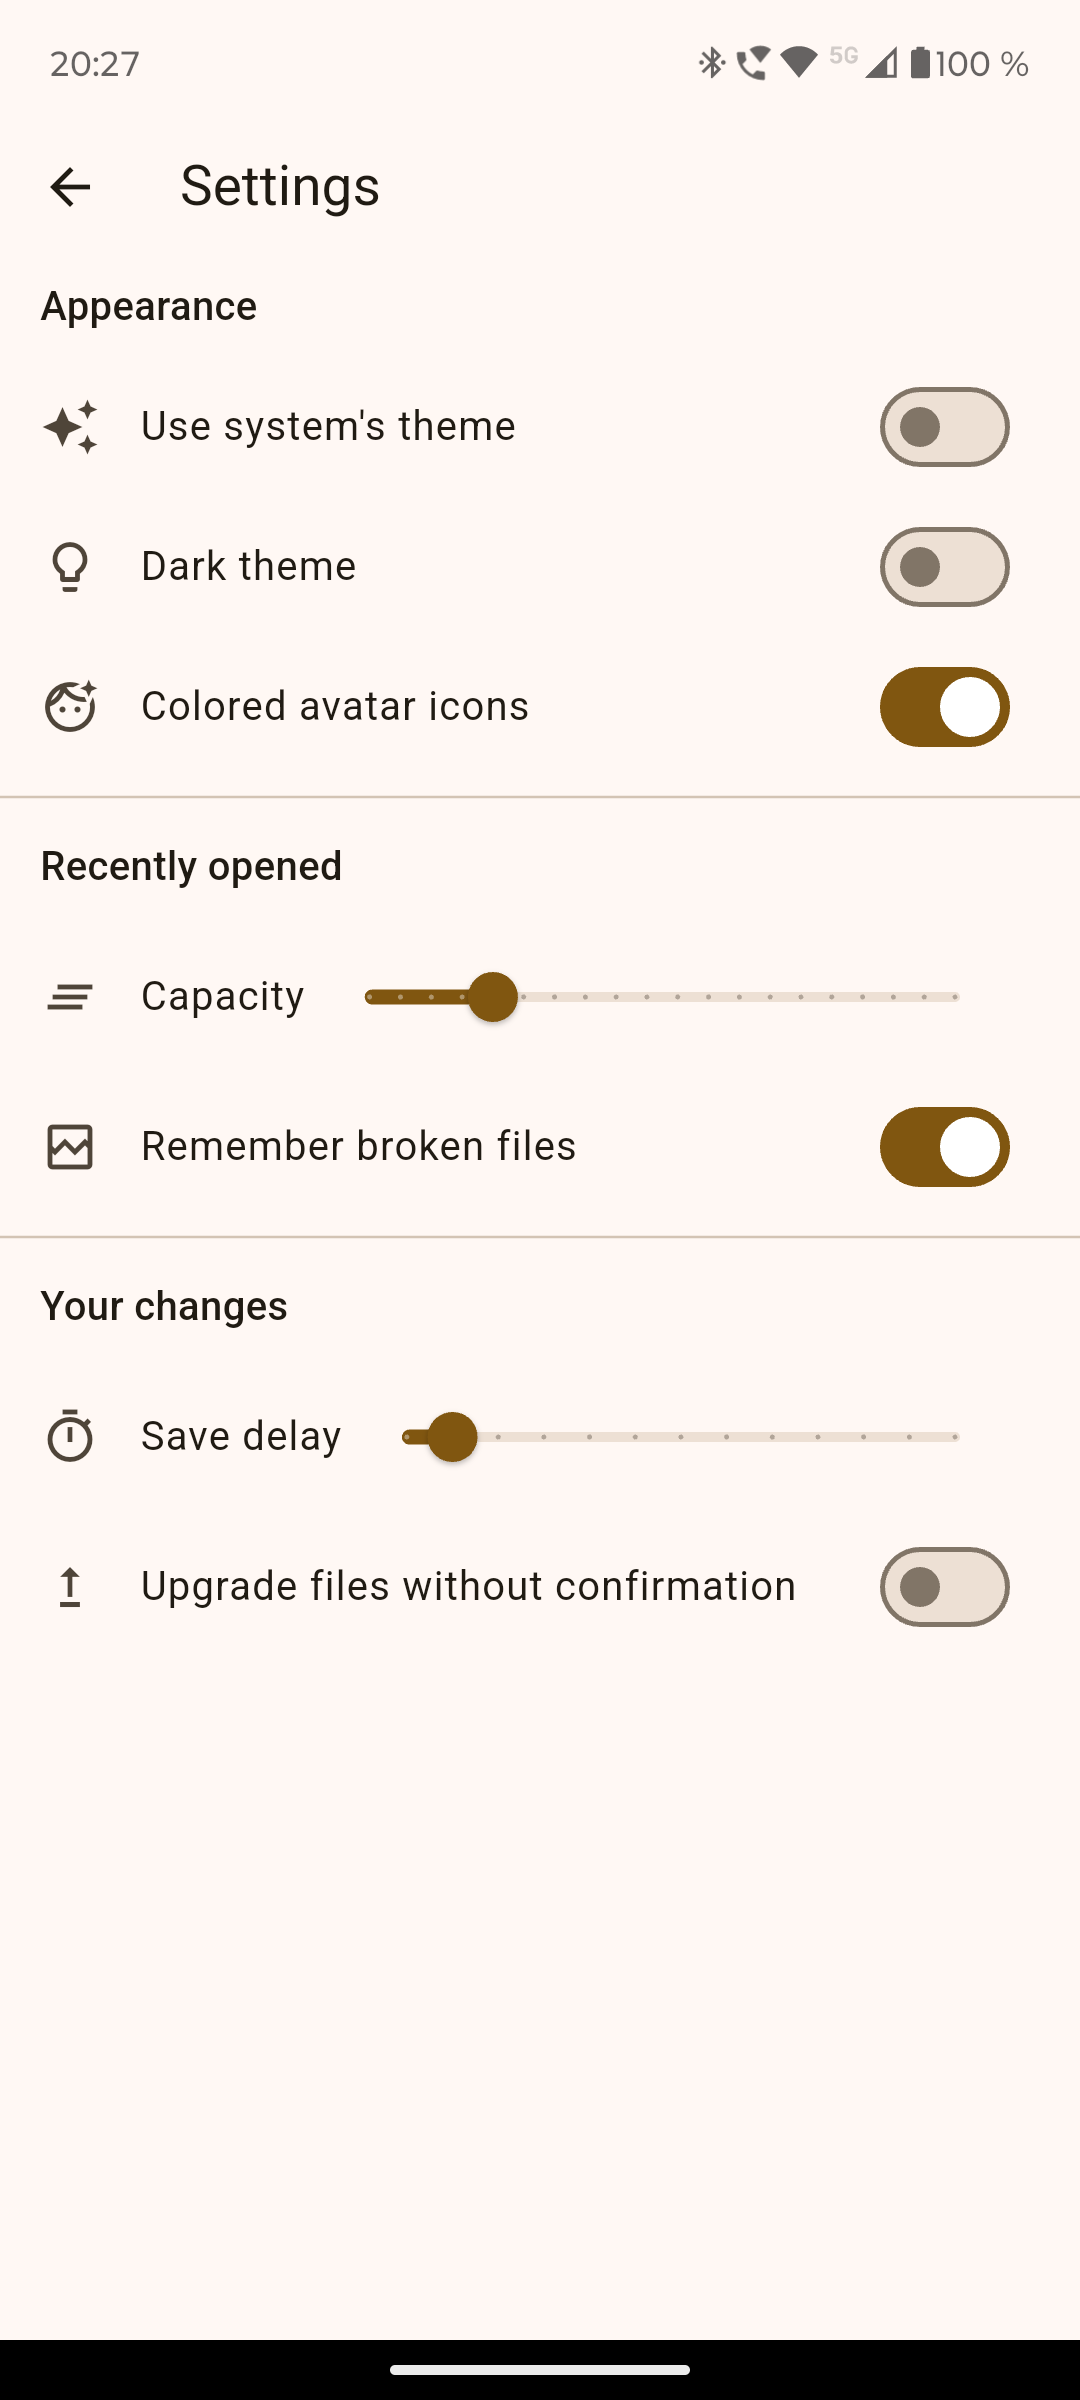 20:27
5G
100 %
Settings
Appearance
Use system's theme
Dark theme
Colored avatar icons
Recently opened
Capacity
Remember broken files
Your changes
Save delay
Upgrade files without confirmation